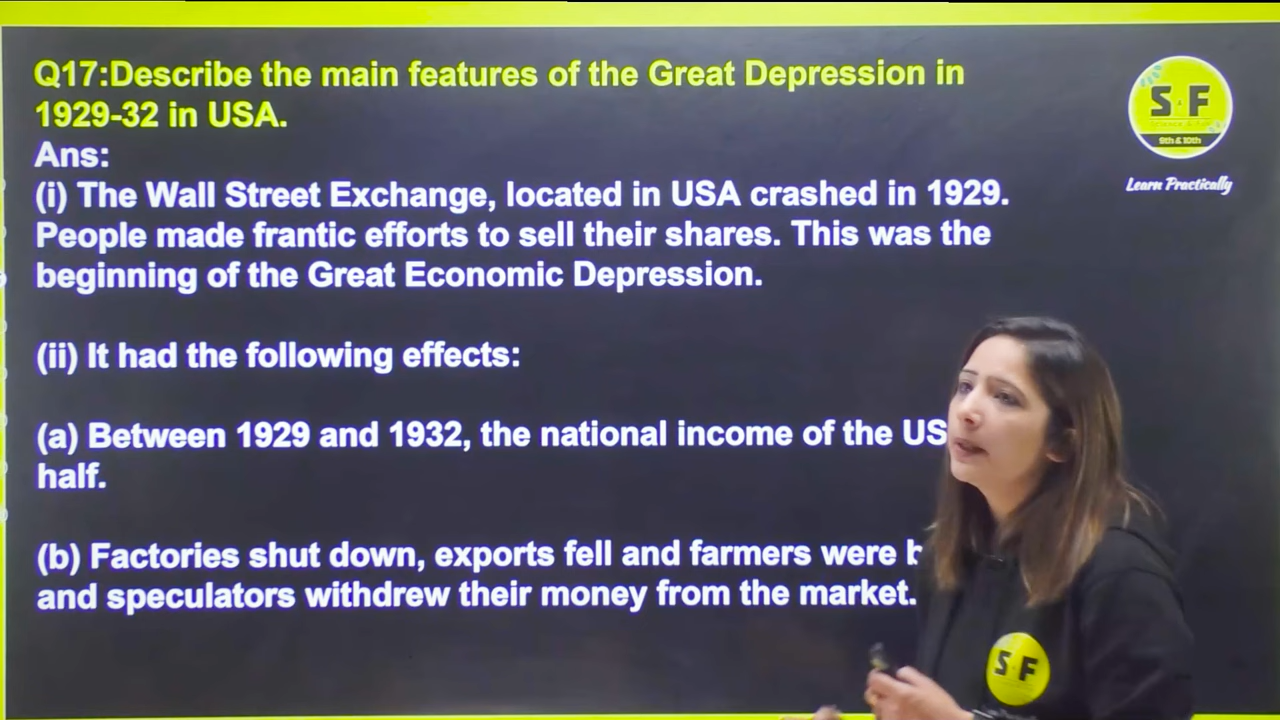 Q17:Describe the main features of the Great Depression in
1929-32 in USA.
Ans:
(i) The Wall Street Exchange, located in USA crashed in 1929.
People made frantic efforts to sell their shares. This was the
beginning of the Great Economic Depression.
(ii) It had the following effects:
(a) Between 1929 and 1932, the national income of the US
half.
(b) Factories shut down, exports fell and farmers were
and speculators withdrew their money from the market.
S F
9th & 10th
Learn Practically
S F